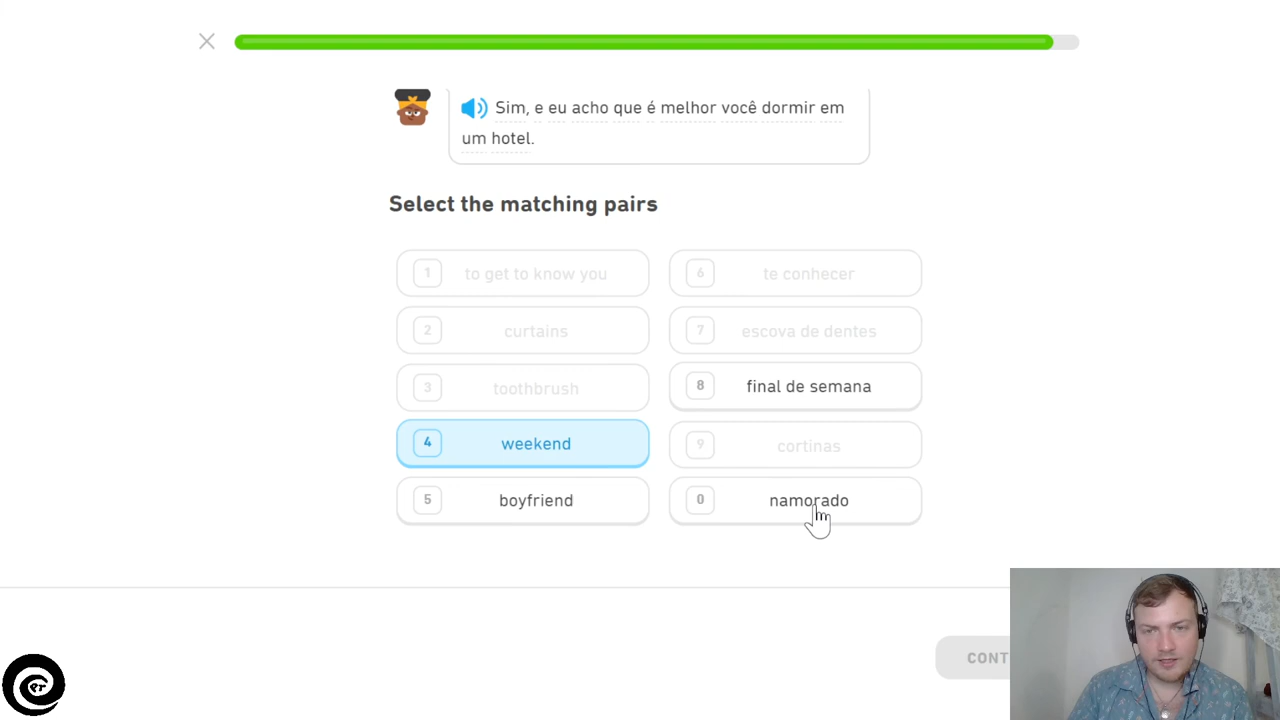 Sim, e eu acho que é melhor você dormir em
um hotel.
Select the matching pairs
1 to get to know you
6 te conhecer
2 curtains
7 escova de dentes
3 toothbrush
8 final de semana
4 weekend
9 cortinas
5 boyfriend
0 namorado
CONT